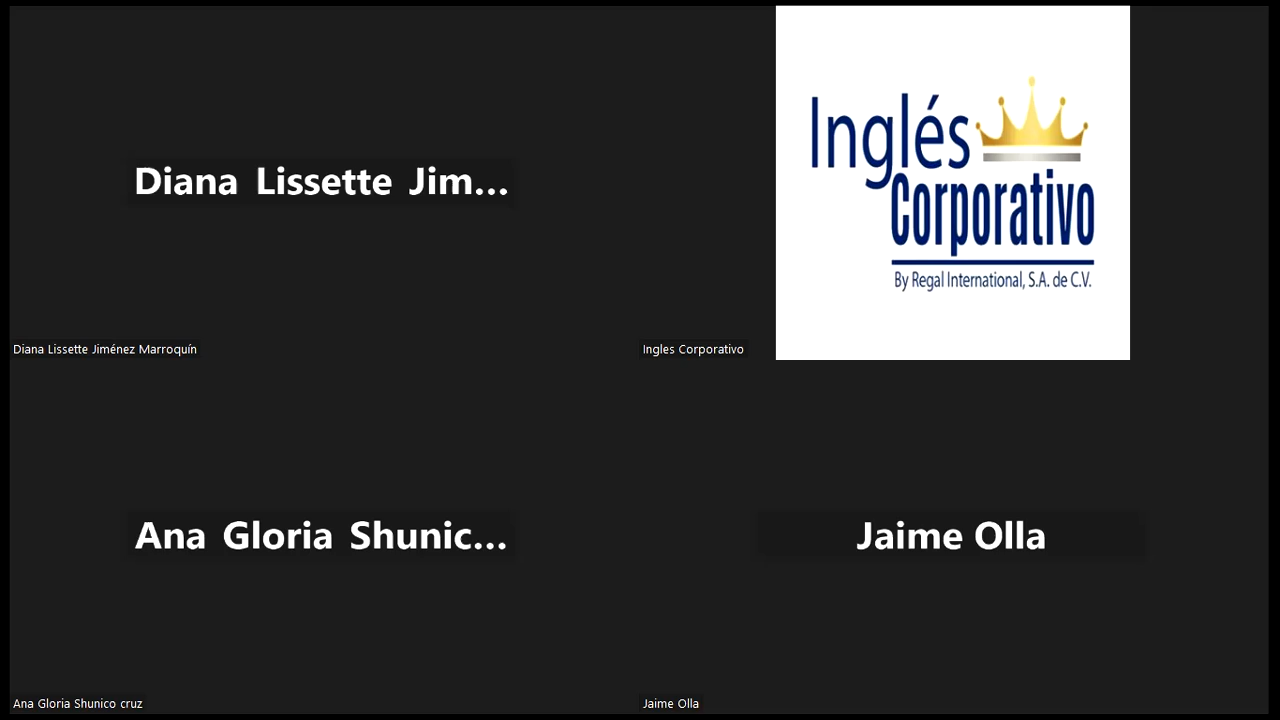 Diana Lissette Jim...
Diana Lissette Jiménez Marroquín
Inglés
Corporativo
By Regal International, S.A. de C.V.
Ingles Corporativo
Ana Gloria Shunic...
Ana Gloria Shunico cruz
Jaime Olla
Jaime Olla